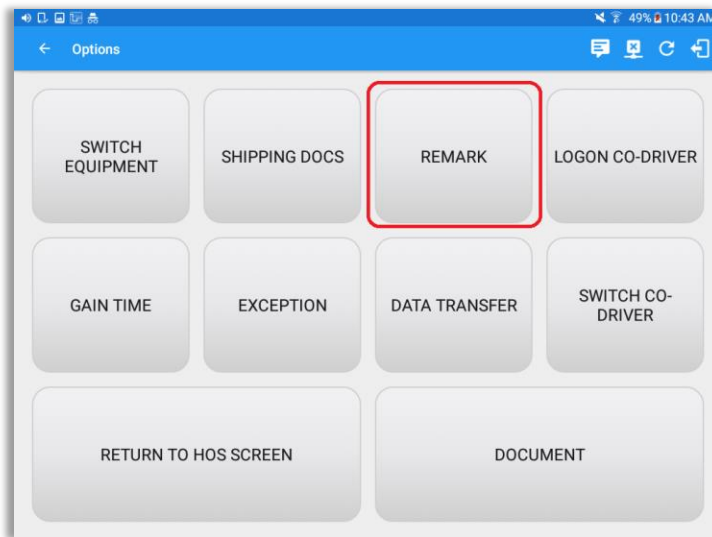 49% 10:43 AM
Options
SWITCH
EQUIPMENT
SHIPPING DOCS
REMARK
LOGON CO-DRIVER
GAIN TIME
EXCEPTION
DATA TRANSFER
SWITCH CO-
DRIVER
RETURN TO HOS SCREEN
DOCUMENT